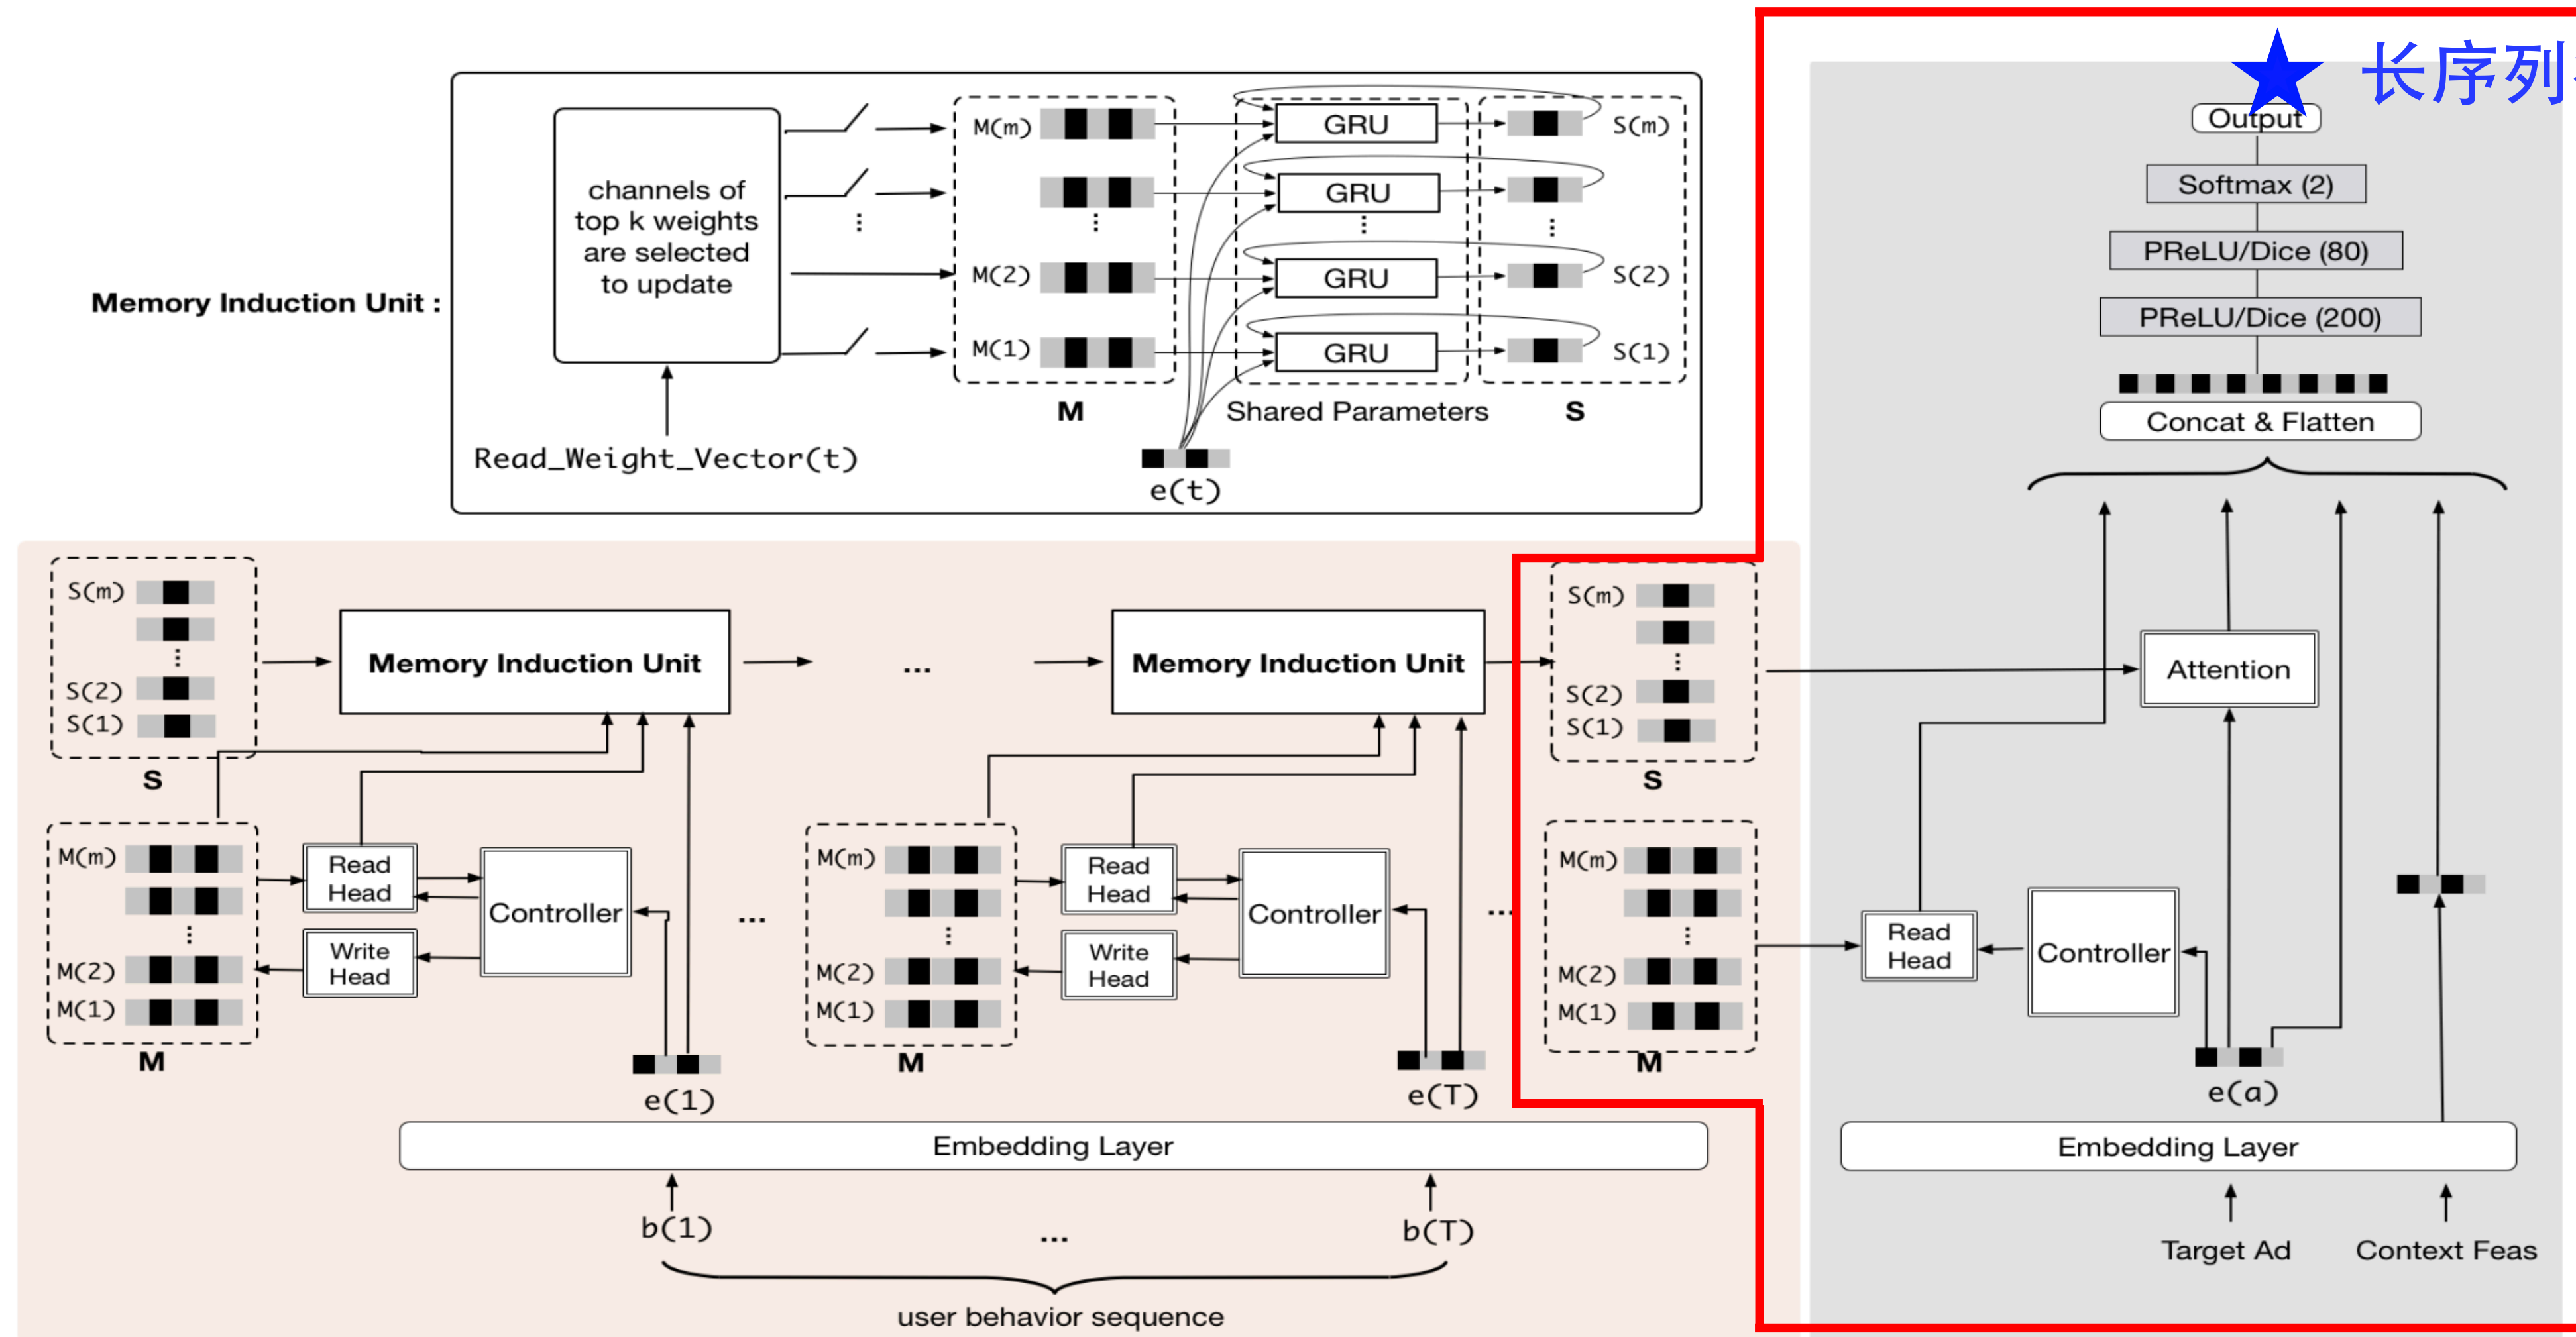 长序列
Output
Softmax (2)
PReLU/Dice (80)
PReLU/Dice (200)
Concat & Flatten
Attention
Read
Head
Controller
e(a)
Embedding Layer
Target Ad
Context Feas
Memory Induction Unit :
channels of
top k weights
are selected
to update
Read_Weight_Vector(t)
M(m)
⋮
M(2)
M(1)
M
GRU
GRU
⋮
GRU
GRU
Shared Parameters
e(t)
S(m)
⋮
S(2)
S(1)
S
S(m)
⋮
S(2)
S(1)
S
Memory Induction Unit
...
Memory Induction Unit
S(m)
⋮
S(2)
S(1)
S
M(m)
⋮
M(2)
M(1)
M
Read
Head
Write
Head
Controller
e(1)
...
M(m)
⋮
M(2)
M(1)
M
Read
Head
Write
Head
Controller
e(T)
...
M(m)
⋮
M(2)
M(1)
M
Embedding Layer
b(1)
...
b(T)
user behavior sequence